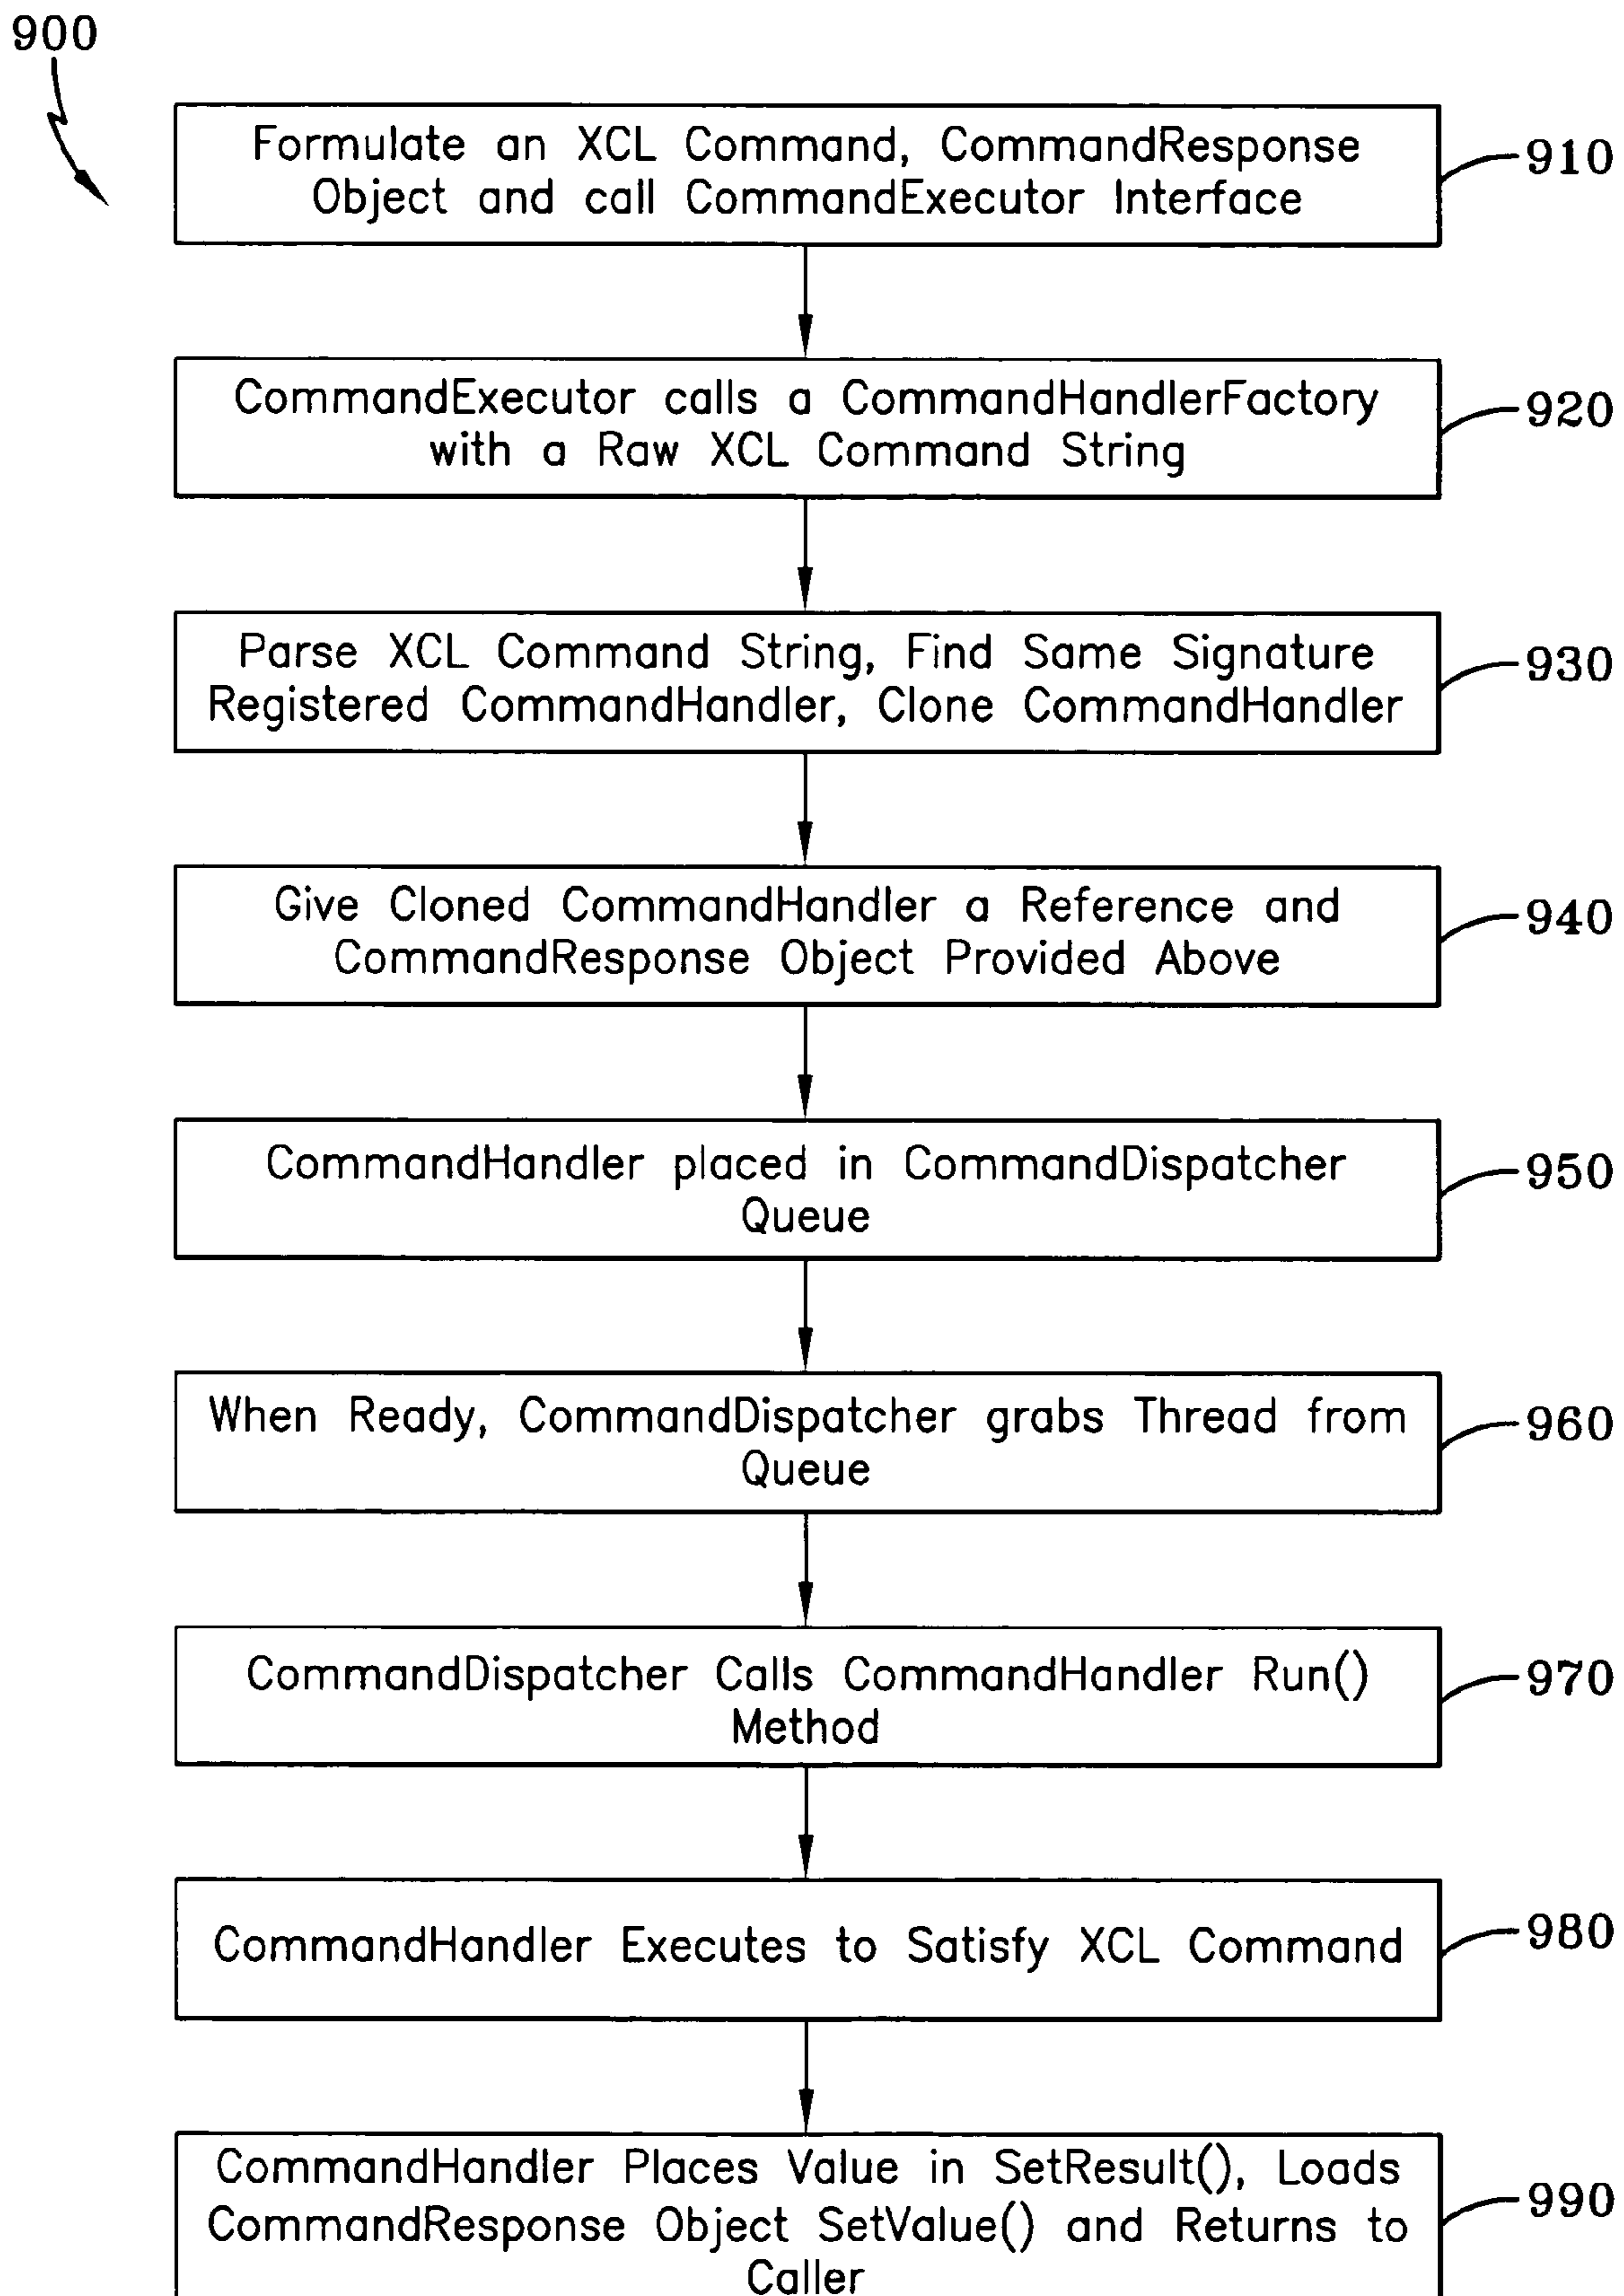 900
Formulate an XCL Command, CommandResponse
Object and call CommandExecutor Interface
910
CommandExecutor calls a CommandHandlerFactory
with a Raw XCL Command String
920
Parse XCL Command String, Find Same Signature
Registered CommandHandler, Clone CommandHandler
930
Give Cloned CommandHandler a Reference and
CommandResponse Object Provided Above
940
CommandHandler placed in CommandDispatcher
Queue
950
When Ready, CommandDispatcher grabs Thread from
Queue
960
CommandDispatcher Calls CommandHandler Run()
Method
970
CommandHandler Executes to Satisfy XCL Command
980
CommandHandler Places Value in SetResult(), Loads
CommandResponse Object SetValue() and Returns to
Caller
990